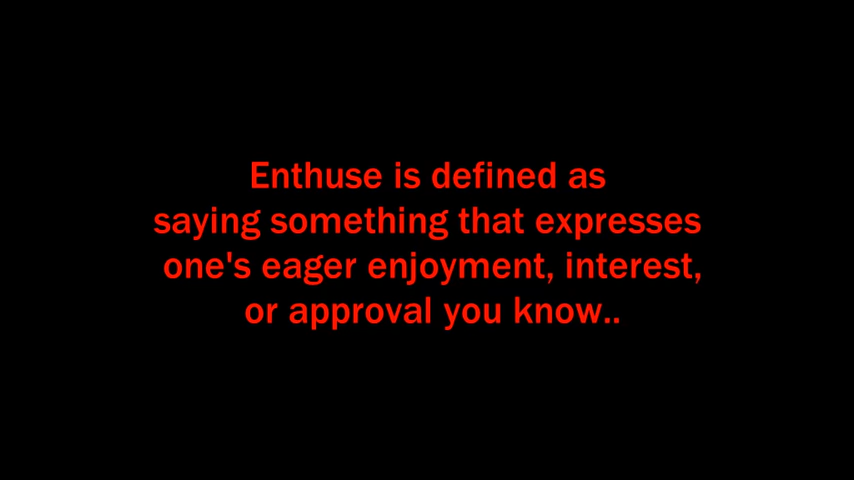 Enthuse is defined as
saying something that expresses
one's eager enjoyment, interest,
or approval you know..